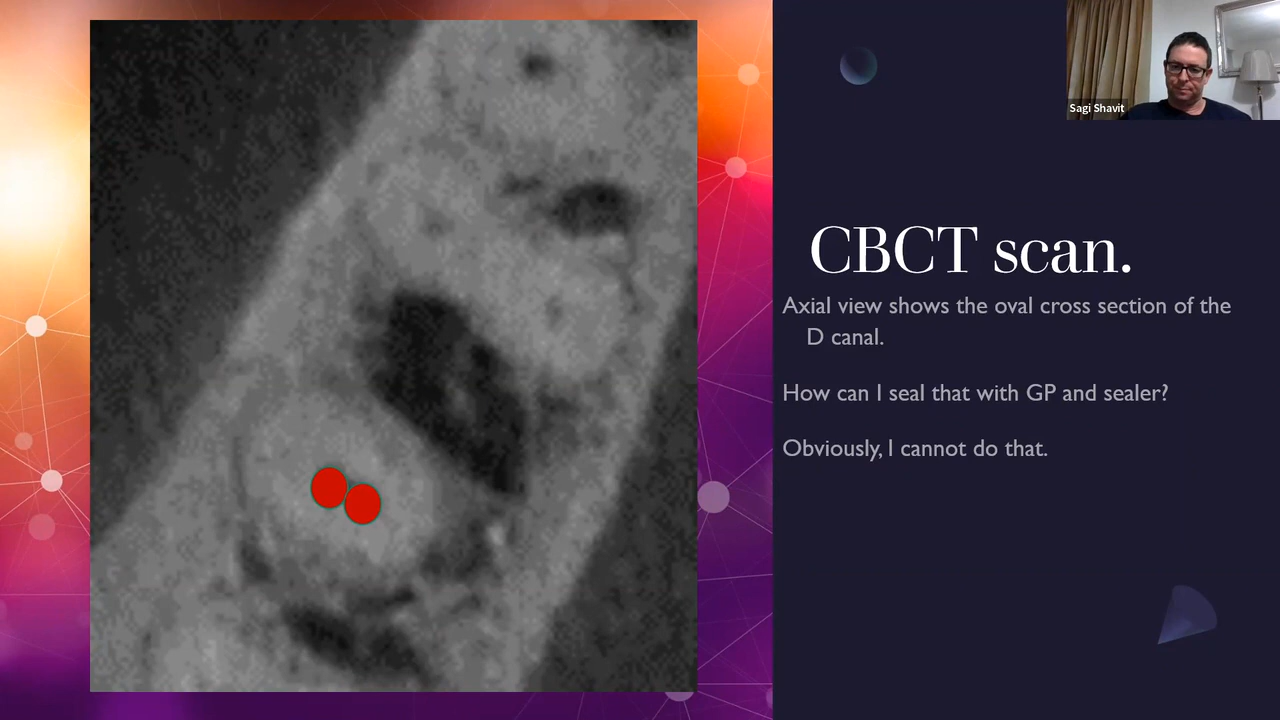 Sagi Shavit
CBCT scan.
Axial view shows the oval cross section of the
D canal.
How can I seal that with GP and sealer?
Obviously, I cannot do that.